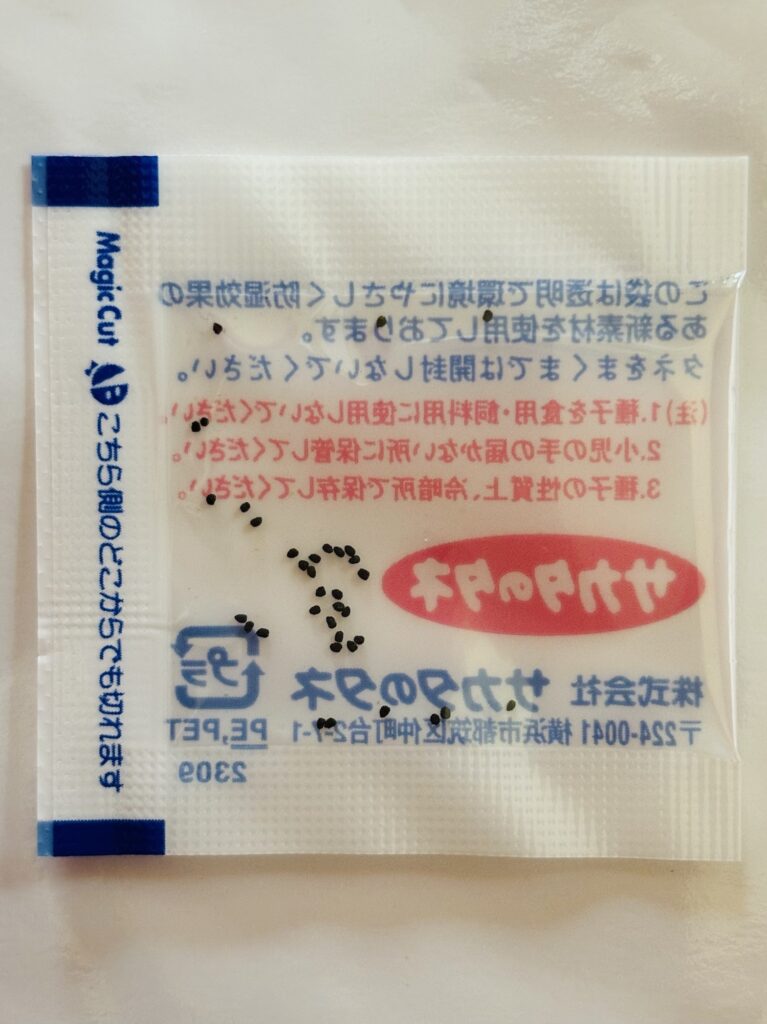 Magic Cut こちら側のどこからでも切れます
この袋は透明で環境にやさしく防湿効果の
ある新素材を使用しております。
タネをまくまでは開封しないでください。
(注)1.種子を食用・飼料用に使用しないでください。
2.小児の手の届かない所に保管してください。
3.種子の性質上、冷暗所で保存してください。
サカタのタネ
株式会社 サカタのタネ
〒224-0041 横浜市都筑区仲町台2-7-1
プラ
PE,PET
2309